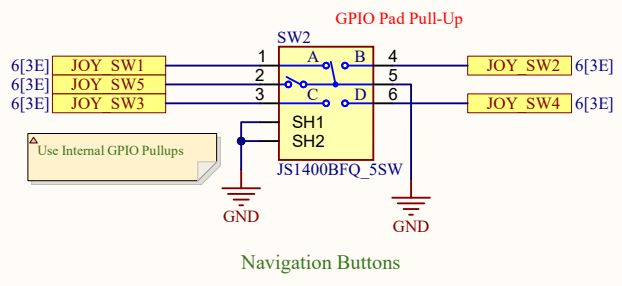 GPIO Pad Pull-Up
SW2
6[3E] JOY_SW1 1 A B 4 JOY_SW2 6[3E]
6[3E] JOY_SW5 2 5
6[3E] JOY_SW3 3 C D 6 JOY_SW4 6[3E]
SH1
SH2
Use Internal GPIO Pullups
JS1400BFQ_5SW
GND
GND
Navigation Buttons